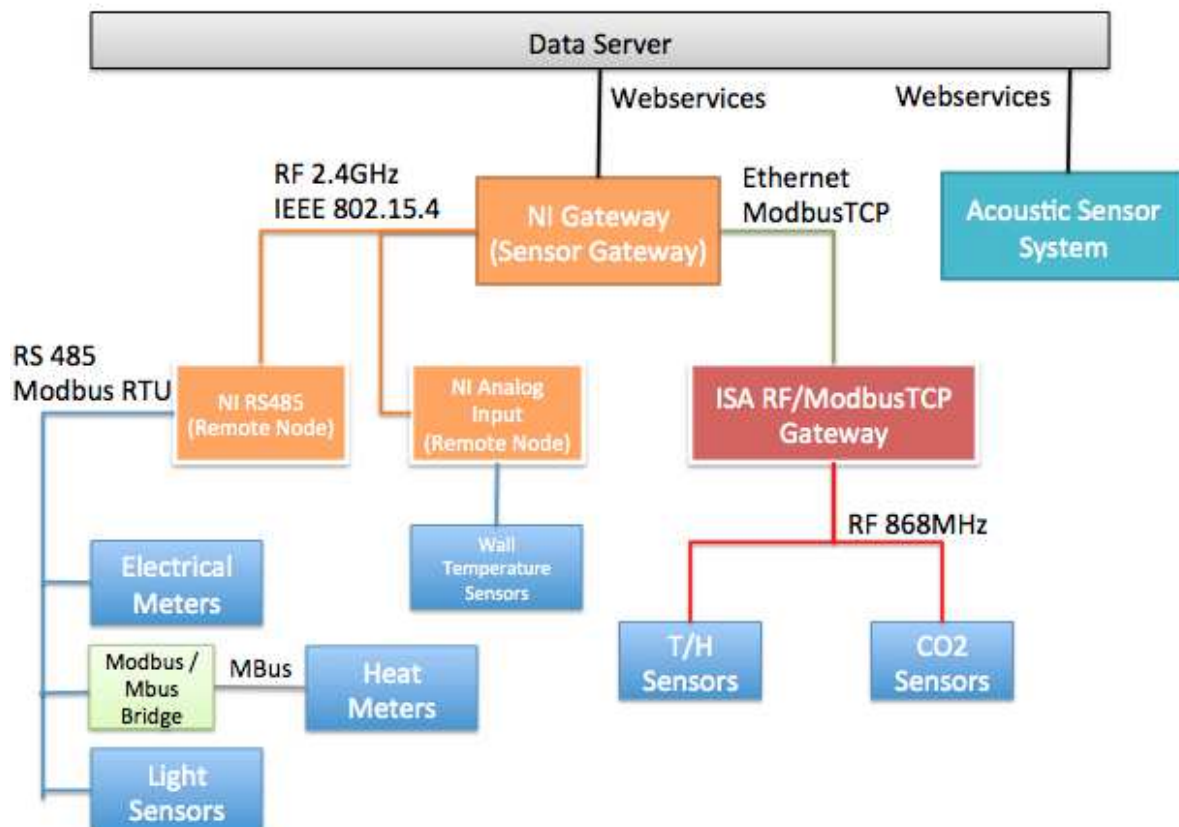 Data Server
Webservices
Webservices
RF 2.4GHz
IEEE 802.15.4
NI Gateway
(Sensor Gateway)
Ethernet
ModbusTCP
Acoustic Sensor
System
RS 485
Modbus RTU
NI RS485
(Remote Node)
NI Analog
Input
(Remote Node)
ISA RF/ModbusTCP
Gateway
RF 868MHz
Electrical
Meters
Wall
Temperature
Sensors
Modbus /
Mbus
Bridge
MBus
Heat
Meters
T/H
Sensors
CO2
Sensors
Light
Sensors